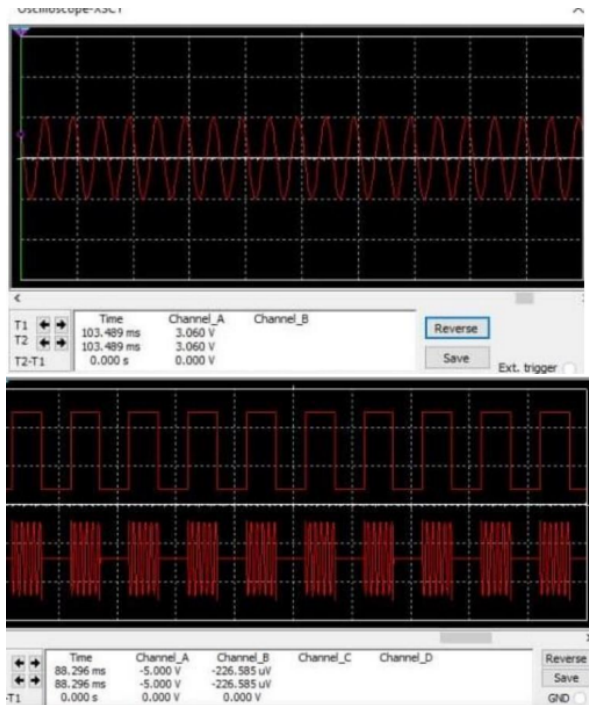 Oscilloscope-XSC1
Time Channel_A Channel_B
T1 103.489 ms 3.060 V
T2 103.489 ms 3.060 V
T2-T1 0.000 s 0.000 V
Reverse
Save
Ext. trigger
Time Channel_A Channel_B Channel_C Channel_D
88.296 ms -5.000 V -226.585 uV
88.296 ms -5.000 V -226.585 uV
-T1 0.000 s 0.000 V 0.000 V
Reverse
Save
GND